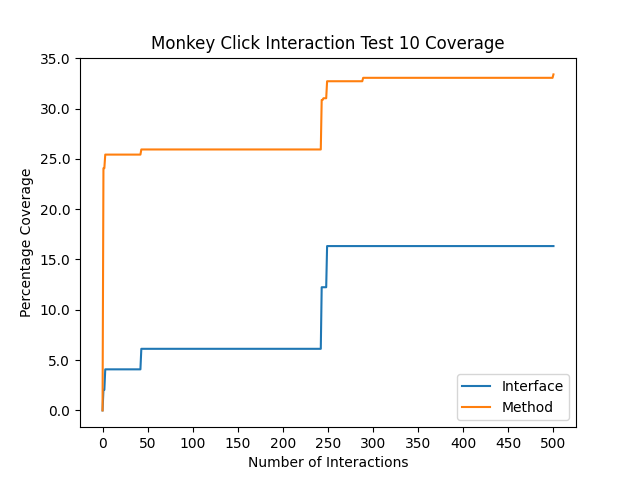 Monkey Click Interaction Test 10 Coverage
35.0
30.0
25.0
20.0
15.0
10.0
5.0
0.0
Percentage Coverage
0 50 100 150 200 250 300 350 400 450 500
Number of Interactions
Interface
Method